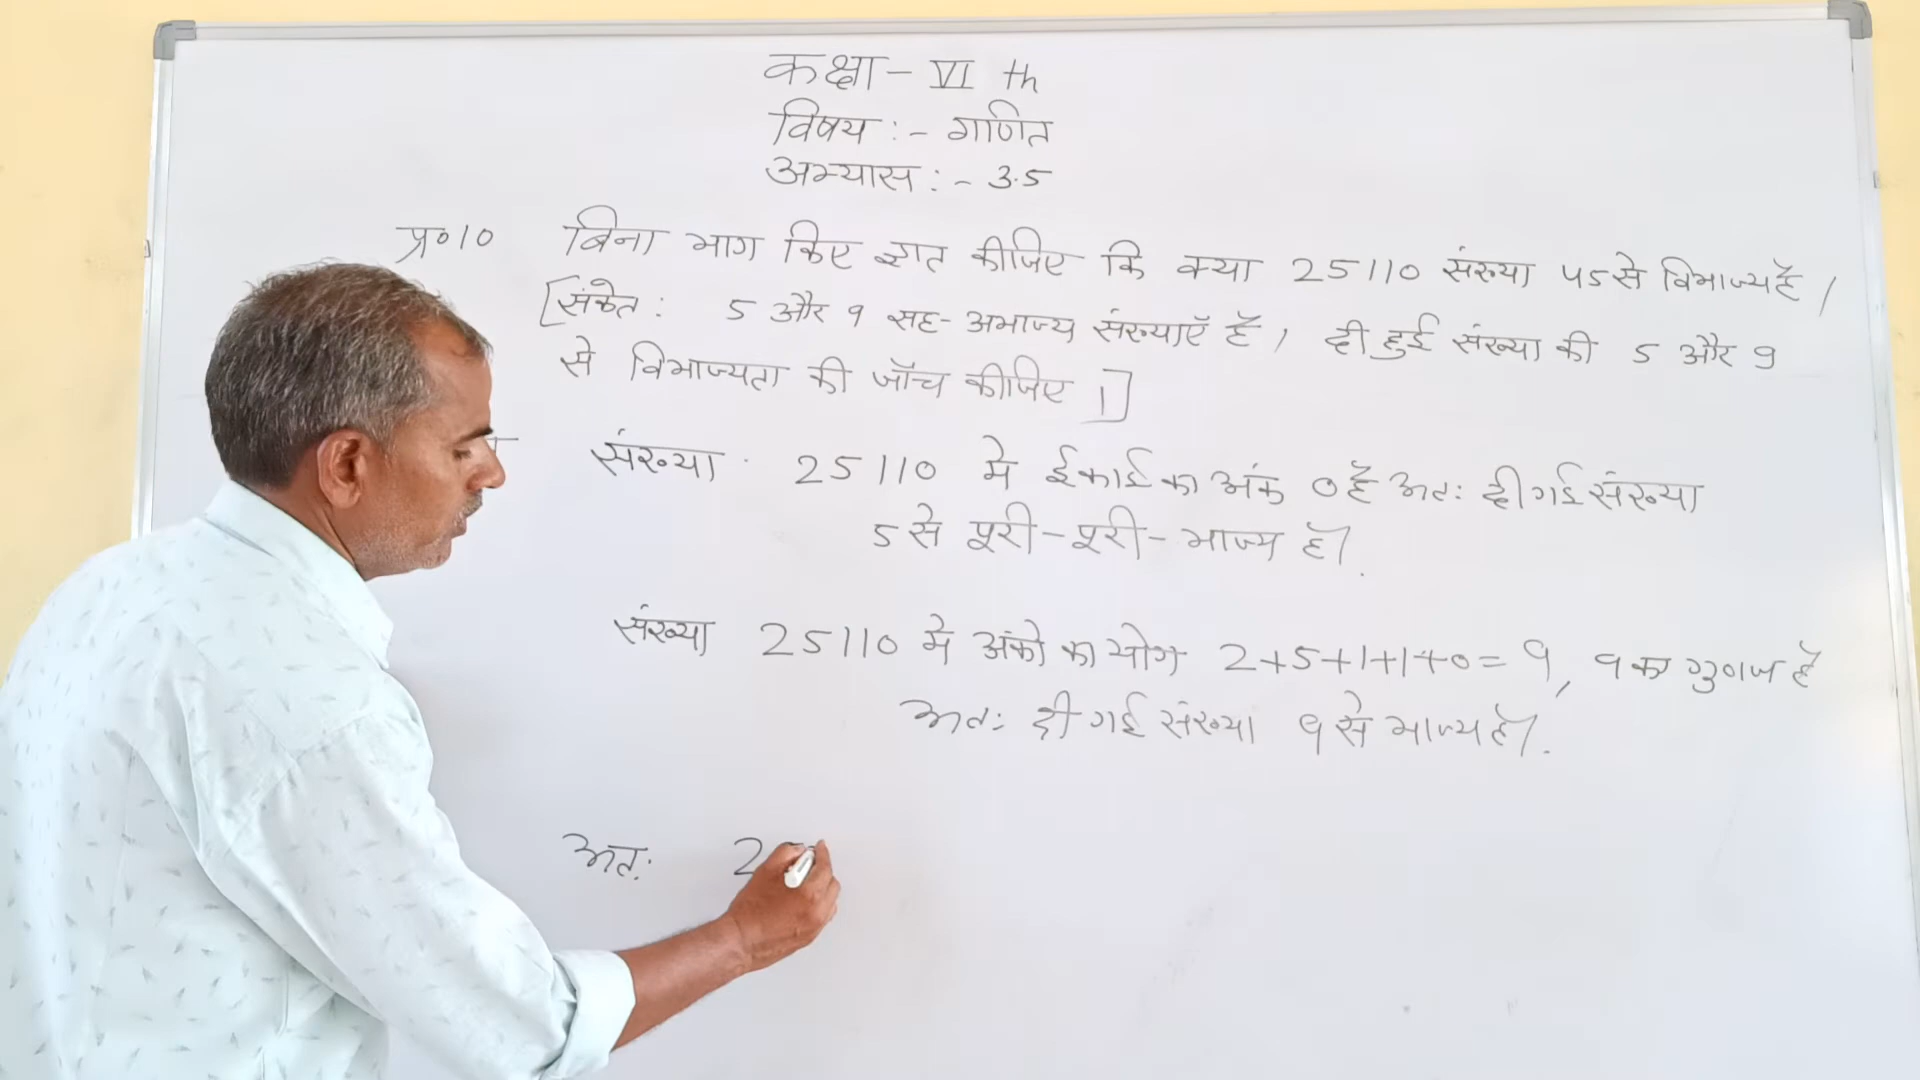 कक्षा - VI th
विषय :- गणित
अभ्यास :- 3.5
प्र०10 बिना भाग किए ज्ञात कीजिए कि क्या 25110 संख्या 45 से विभाज्य है /
[संकेत : 5 और 9 सह-अभाज्य संख्याएँ हैं / दी हुई संख्या की 5 और 9
से विभाज्यता की जाँच कीजिए ।]
संख्या 25110 मे ईकाई का अंक 0 है अतः दी गई संख्या
5 से पूरी-पूरी-भाज्य है/.
संख्या 25110 मे अंको का योग 2+5+1+1+0 = 9, 9 का गुणज है
अतः दी गई संख्या 9 से भाज्य है/.
अतः 2